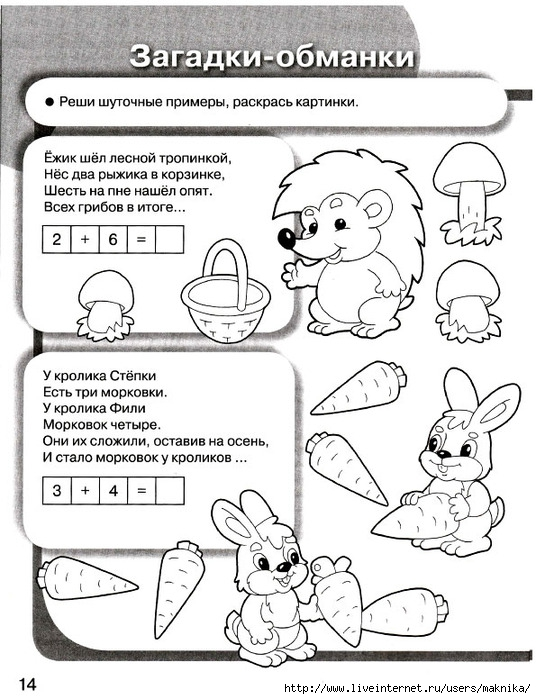 Загадки-обманки
● Реши шуточные примеры, раскрась картинки.
Ёжик шёл лесной тропинкой,
Нёс два рыжика в корзинке,
Шесть на пне нашёл опят.
Всех грибов в итоге...
2 + 6 =
У кролика Стёпки
Есть три морковки.
У кролика Фили
Морковок четыре.
Они их сложили, оставив на осень,
И стало морковок у кроликов ...
3 + 4 =
14
http://www.liveinternet.ru/users/maknika/